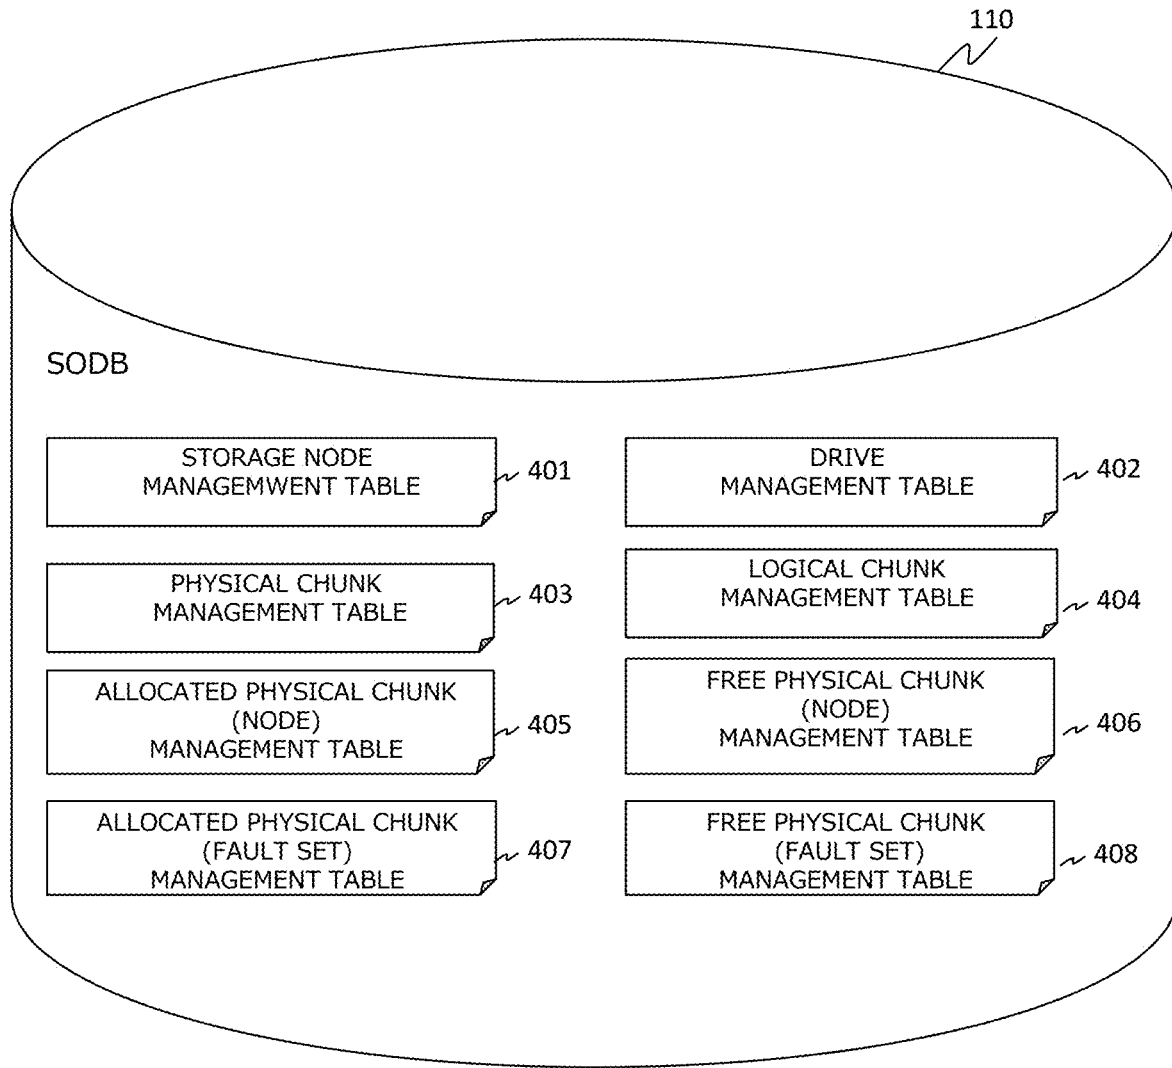 110
SODB
STORAGE NODE
MANAGEMWENT TABLE
401
DRIVE
MANAGEMENT TABLE
402
PHYSICAL CHUNK
MANAGEMENT TABLE
403
LOGICAL CHUNK
MANAGEMENT TABLE
404
ALLOCATED PHYSICAL CHUNK
(NODE)
MANAGEMENT TABLE
405
FREE PHYSICAL CHUNK
(NODE)
MANAGEMENT TABLE
406
ALLOCATED PHYSICAL CHUNK
(FAULT SET)
MANAGEMENT TABLE
407
FREE PHYSICAL CHUNK
(FAULT SET)
MANAGEMENT TABLE
408